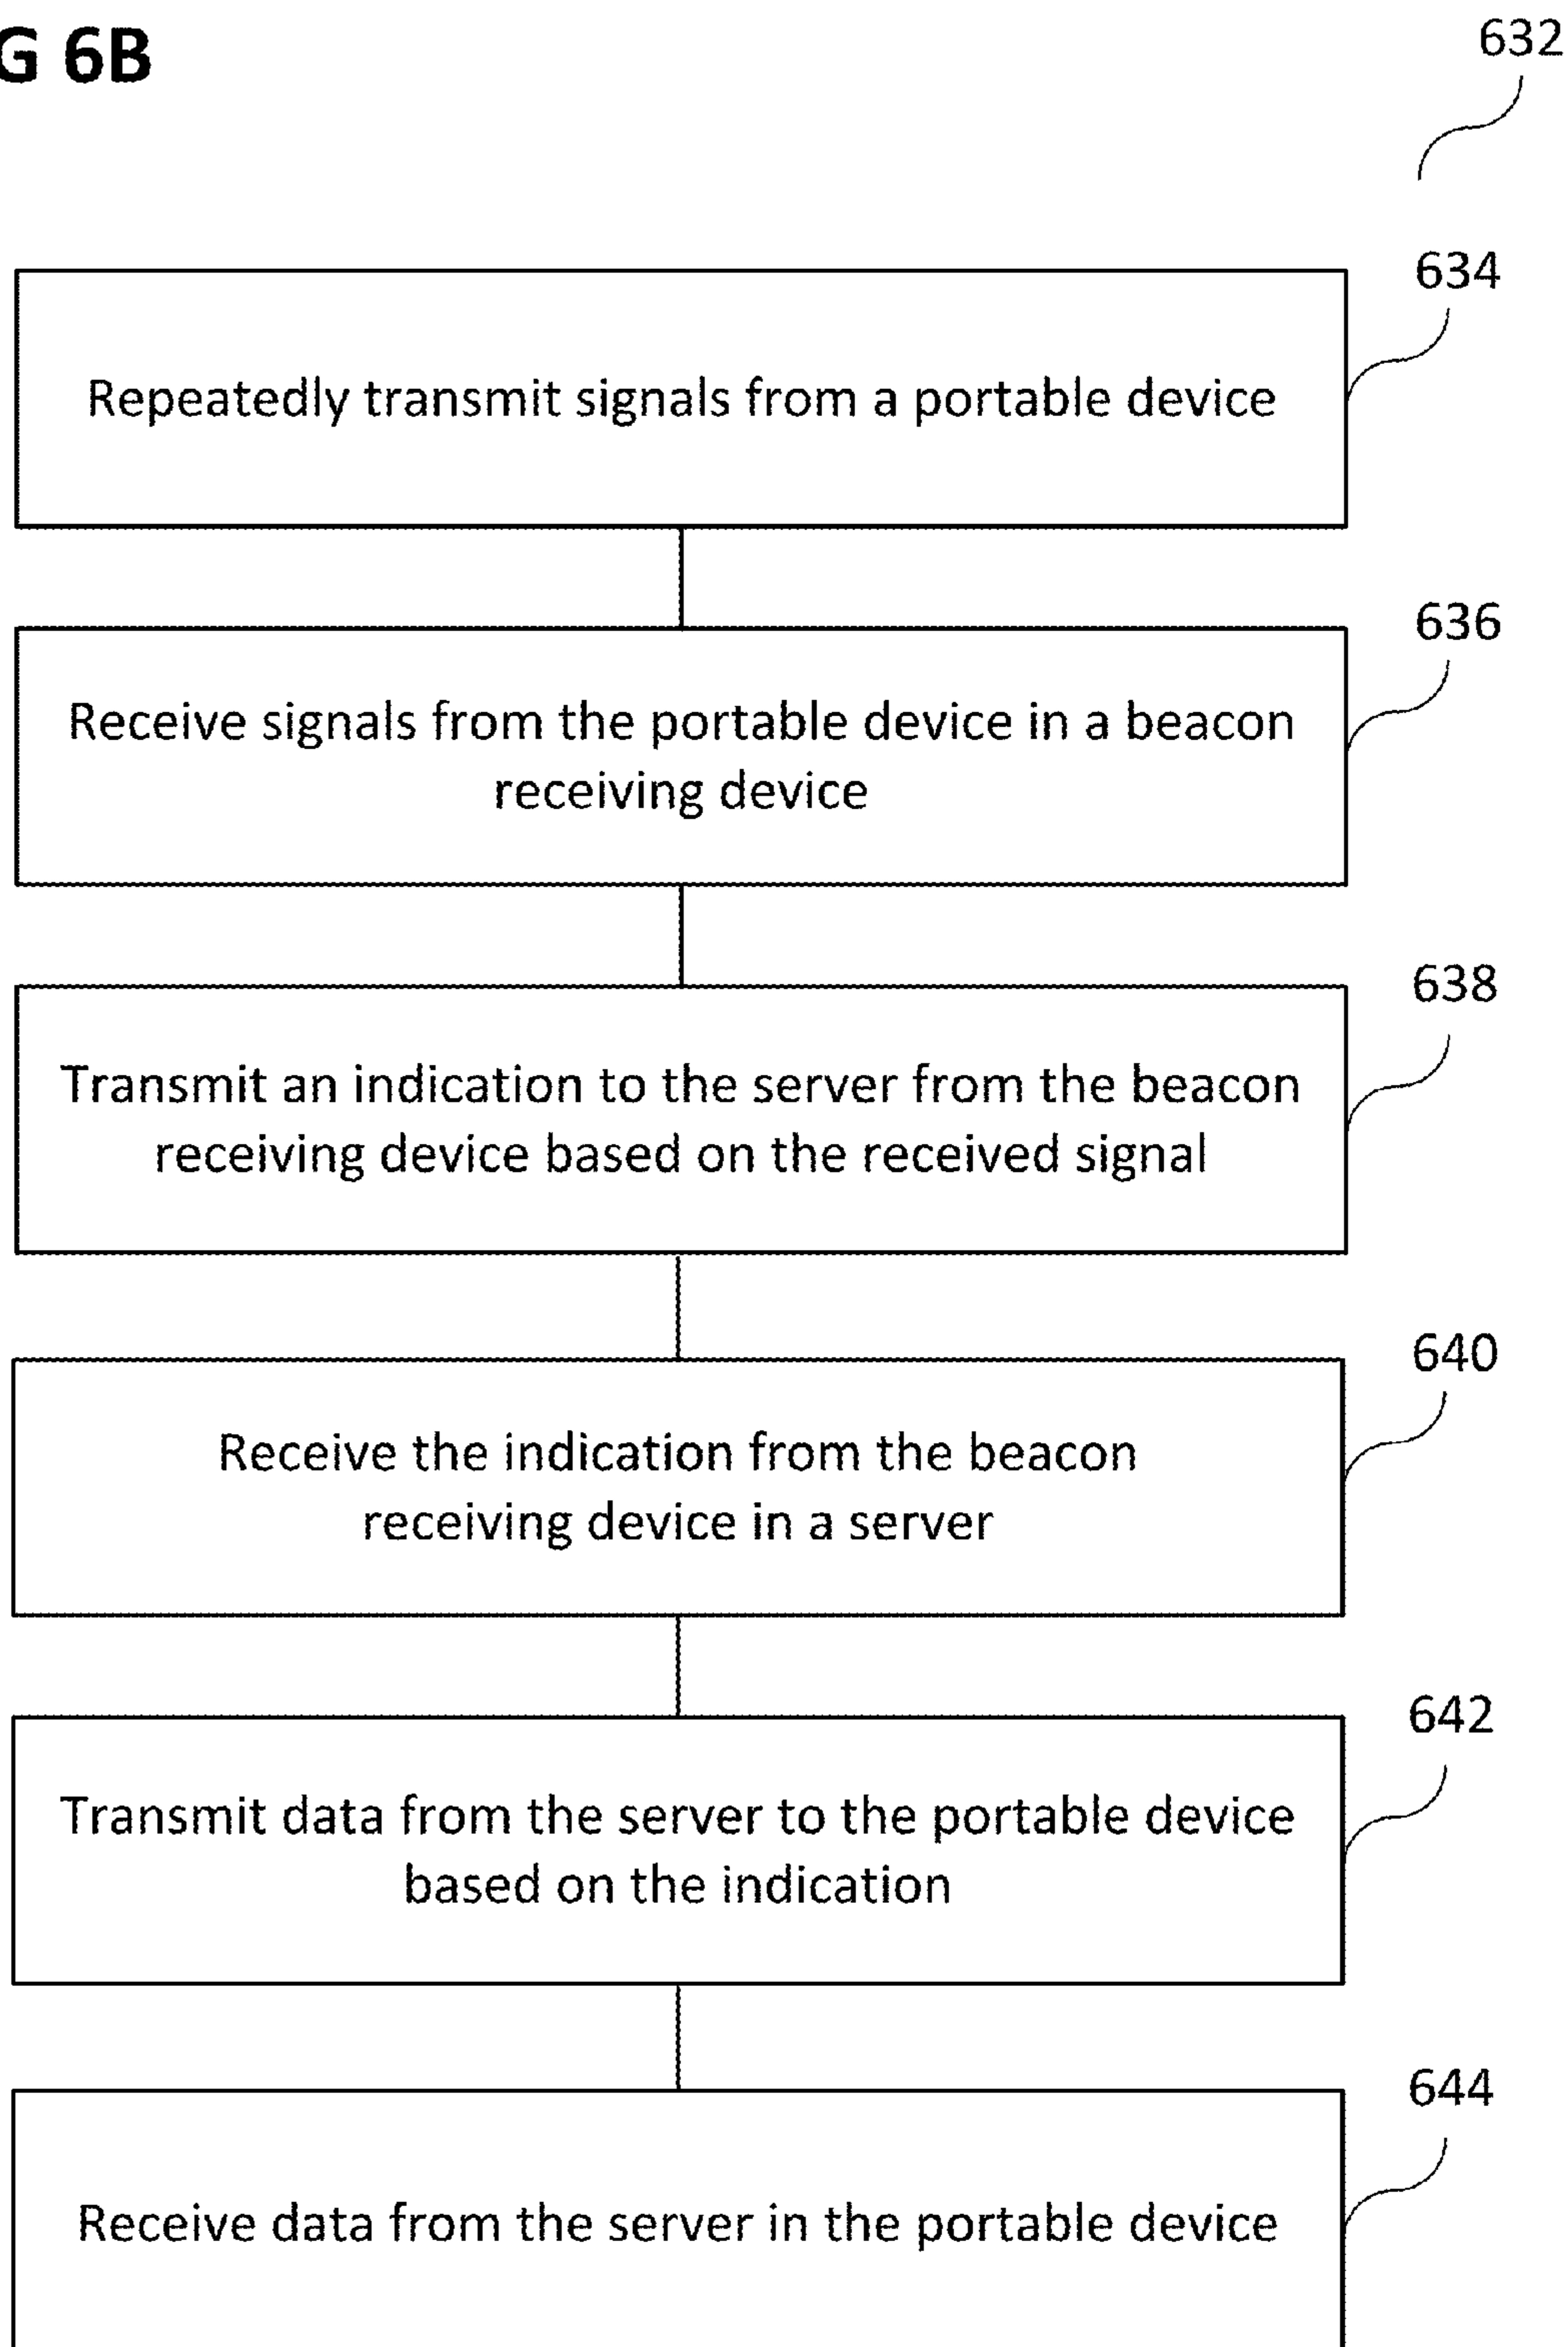 G 6B
632
634
Repeatedly transmit signals from a portable device
636
Receive signals from the portable device in a beacon
receiving device
638
Transmit an indication to the server from the beacon
receiving device based on the received signal
640
Receive the indication from the beacon
receiving device in a server
642
Transmit data from the server to the portable device
based on the indication
644
Receive data from the server in the portable device